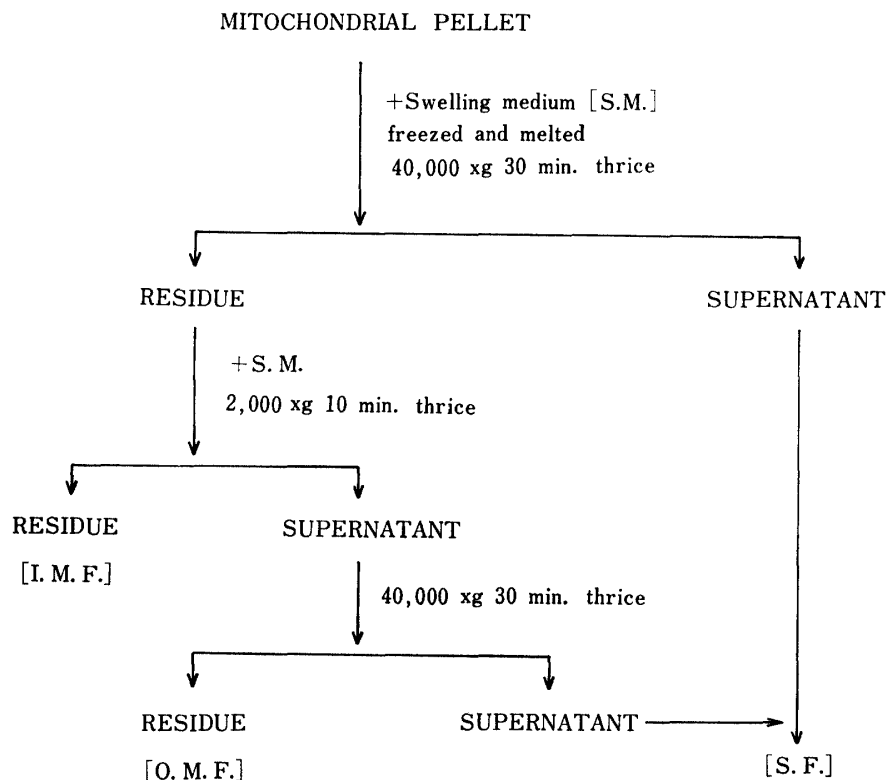 MITOCHONDRIAL PELLET
+Swelling medium [S.M.]
freezed and melted
40,000 xg 30 min. thrice
RESIDUE
SUPERNATANT
+S. M.
2,000 xg 10 min. thrice
RESIDUE
[I. M. F.]
SUPERNATANT
40,000 xg 30 min. thrice
RESIDUE
[O. M. F.]
SUPERNATANT
[S. F.]